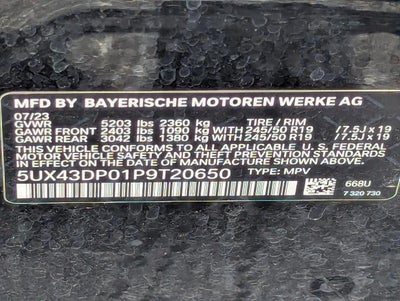 MFD BY BAYERISCHE MOTOREN WERKE AG
07/23
GVWR 5203 lbs 2360 kg TIRE / RIM
GAWR FRONT 2403 lbs 1090 kg 245/50 R19 /7.5J x 19
GAWR REAR 3042 lbs 1380 kg 245/50 R19 /7.5J x 19
THIS VEHICLE CONFORMS TO ALL APPLICABLE U.S. FEDERAL
MOTOR VEHICLE SAFETY, BUMPER, AND THEFT PREVENTION STANDARDS
IN EFFECT ON THE DATE OF MANUFACTURE SHOWN ABOVE.
5UX43DP01P9T20650 TYPE: MPV
668U
7 320 730